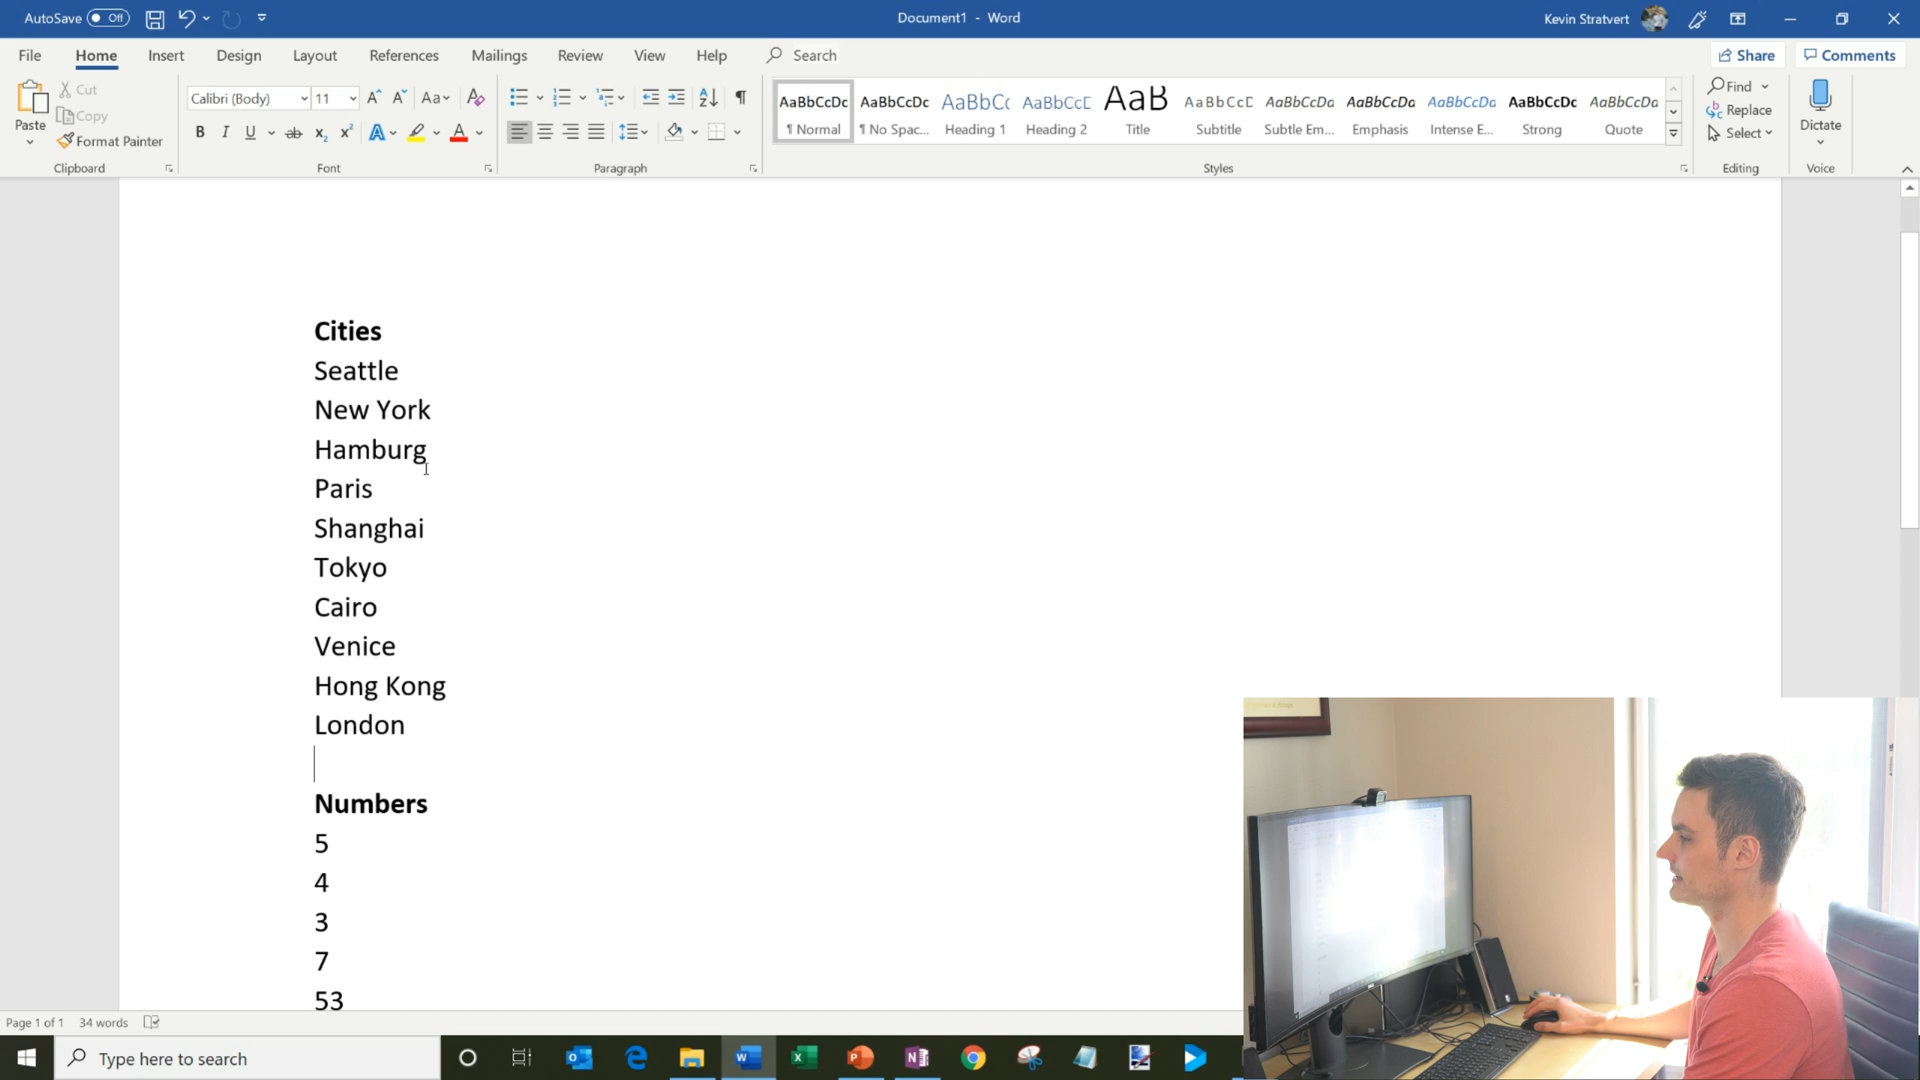 AutoSave Off
Document1 - Word
Kevin Stratvert
File Home Insert Design Layout References Mailings Review View Help Search
Share Comments
Paste
Cut
Copy
Format Painter
Clipboard
Calibri (Body) 11
Font
Paragraph
AaBbCcDc AaBbCcDc AaBbCc AaBbCcE AaB AaBbCcE AaBbCcDa AaBbCcDa AaBbCcDa AaBbCcDc AaBbCcDa
¶ Normal ¶ No Spac... Heading 1 Heading 2 Title Subtitle Subtle Em... Emphasis Intense E... Strong Quote
Styles
Find
Replace
Select
Editing
Dictate
Voice
Cities
Seattle
New York
Hamburg
Paris
Shanghai
Tokyo
Cairo
Venice
Hong Kong
London
Numbers
5
4
3
7
53
Page 1 of 1 34 words
Type here to search